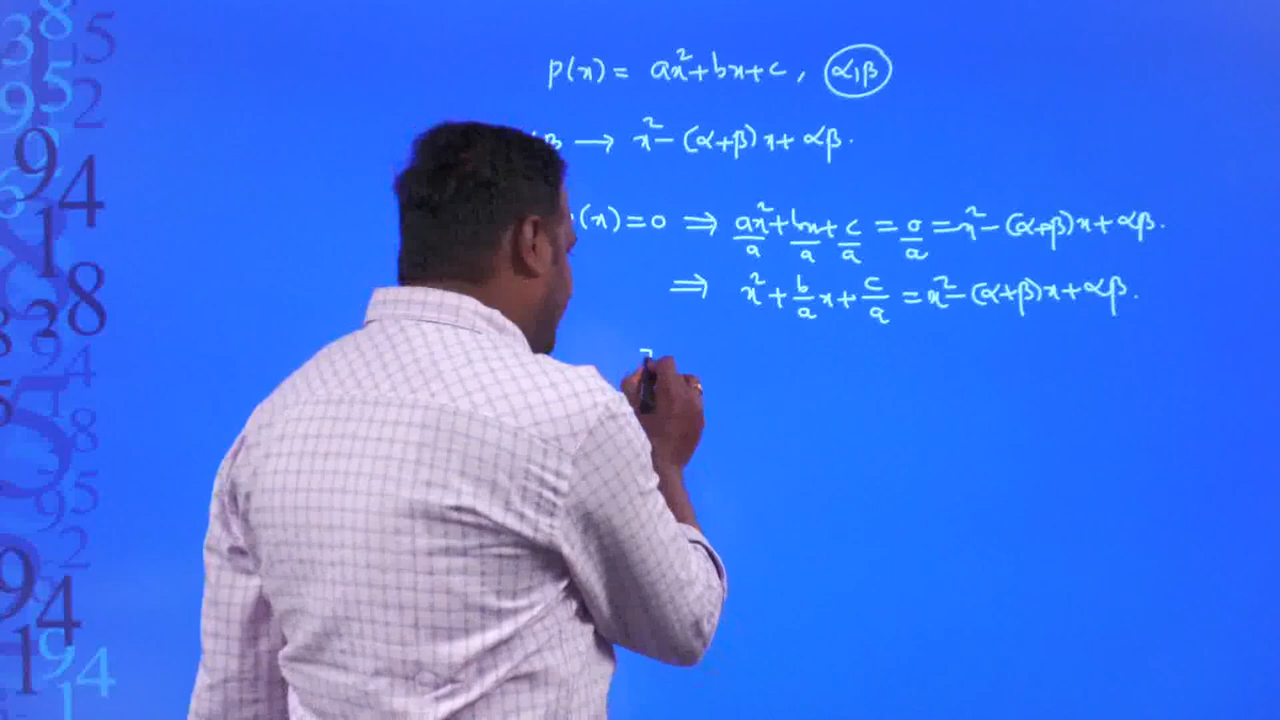 p(x) = ax²+bx+c, α,β
β → x²-(α+β)x+αβ.
(x)=0 ⇒ ax²/a + bx/a + c/a = 0/a = x²-(α+β)x+αβ.
⇒ x² + b/a x + c/a = x²-(α+β)x+αβ.